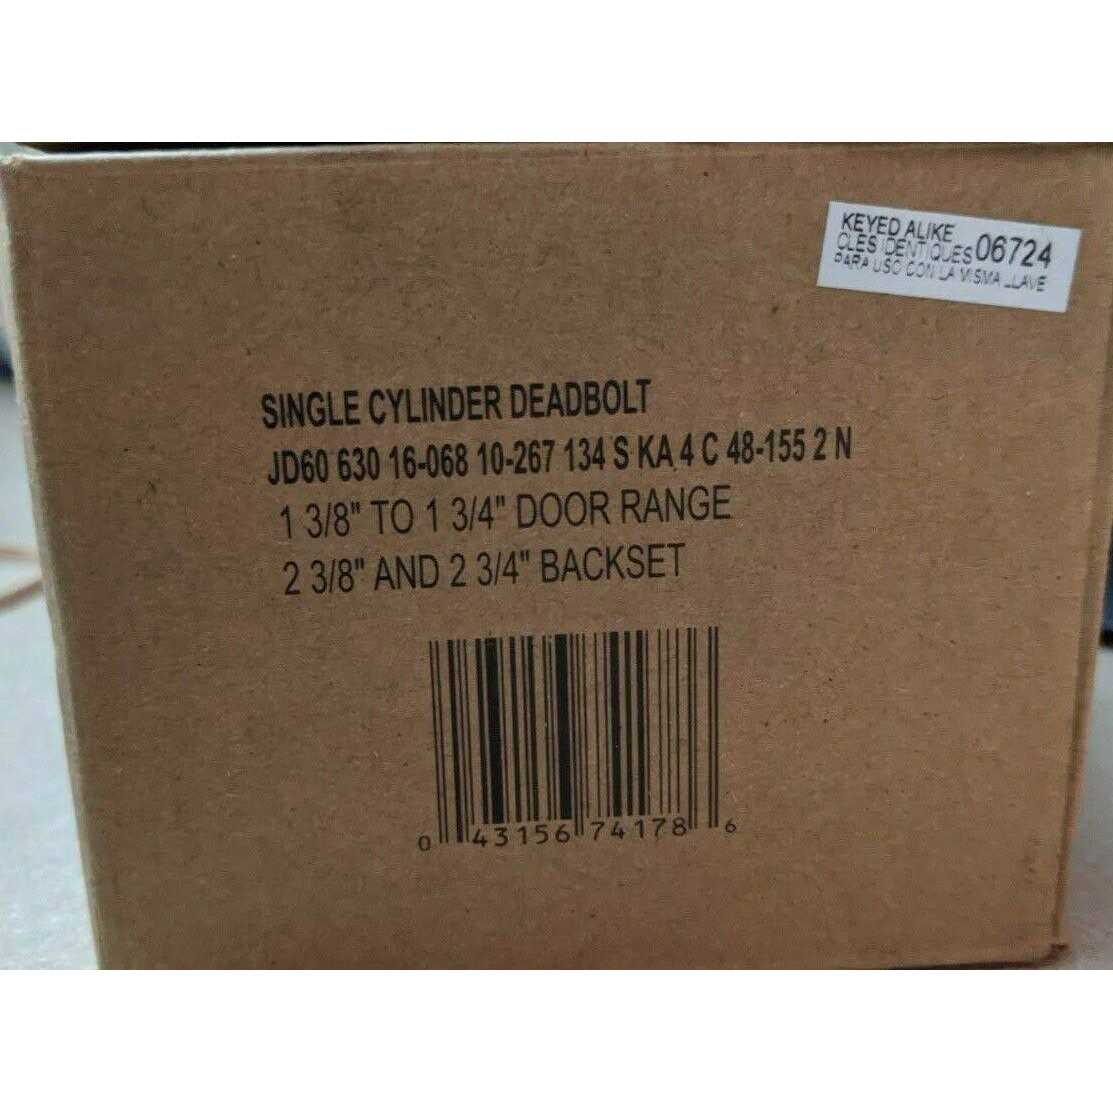 KEYED ALIKE
CLES IDENTIQUES 06724
PARA USO CON LA MISMA LLAVE
SINGLE CYLINDER DEADBOLT
JD60 630 16-068 10-267 134 S KA 4 C 48-155 2 N
1 3/8" TO 1 3/4" DOOR RANGE
2 3/8" AND 2 3/4" BACKSET
0 43156 74178 6